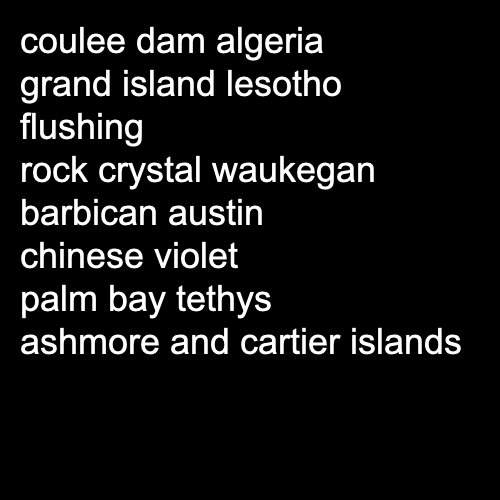 coulee dam algeria
grand island lesotho
flushing
rock crystal waukegan
barbican austin
chinese violet
palm bay tethys
ashmore and cartier islands